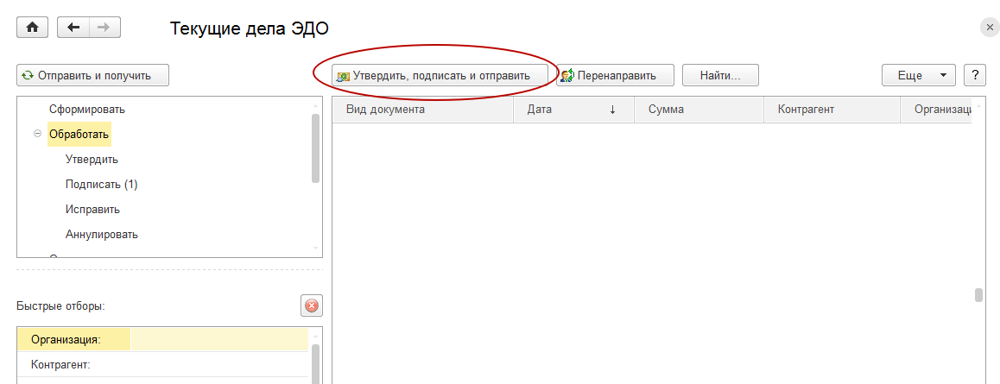 Текущие дела ЭДО
Отправить и получить
Утвердить, подписать и отправить
Перенаправить
Найти...
Еще
?
Сформировать
Обработать
Утвердить
Подписать (1)
Исправить
Аннулировать
Вид документа
Дата ↓
Сумма
Контрагент
Организаци
Быстрые отборы:
Организация:
Контрагент: